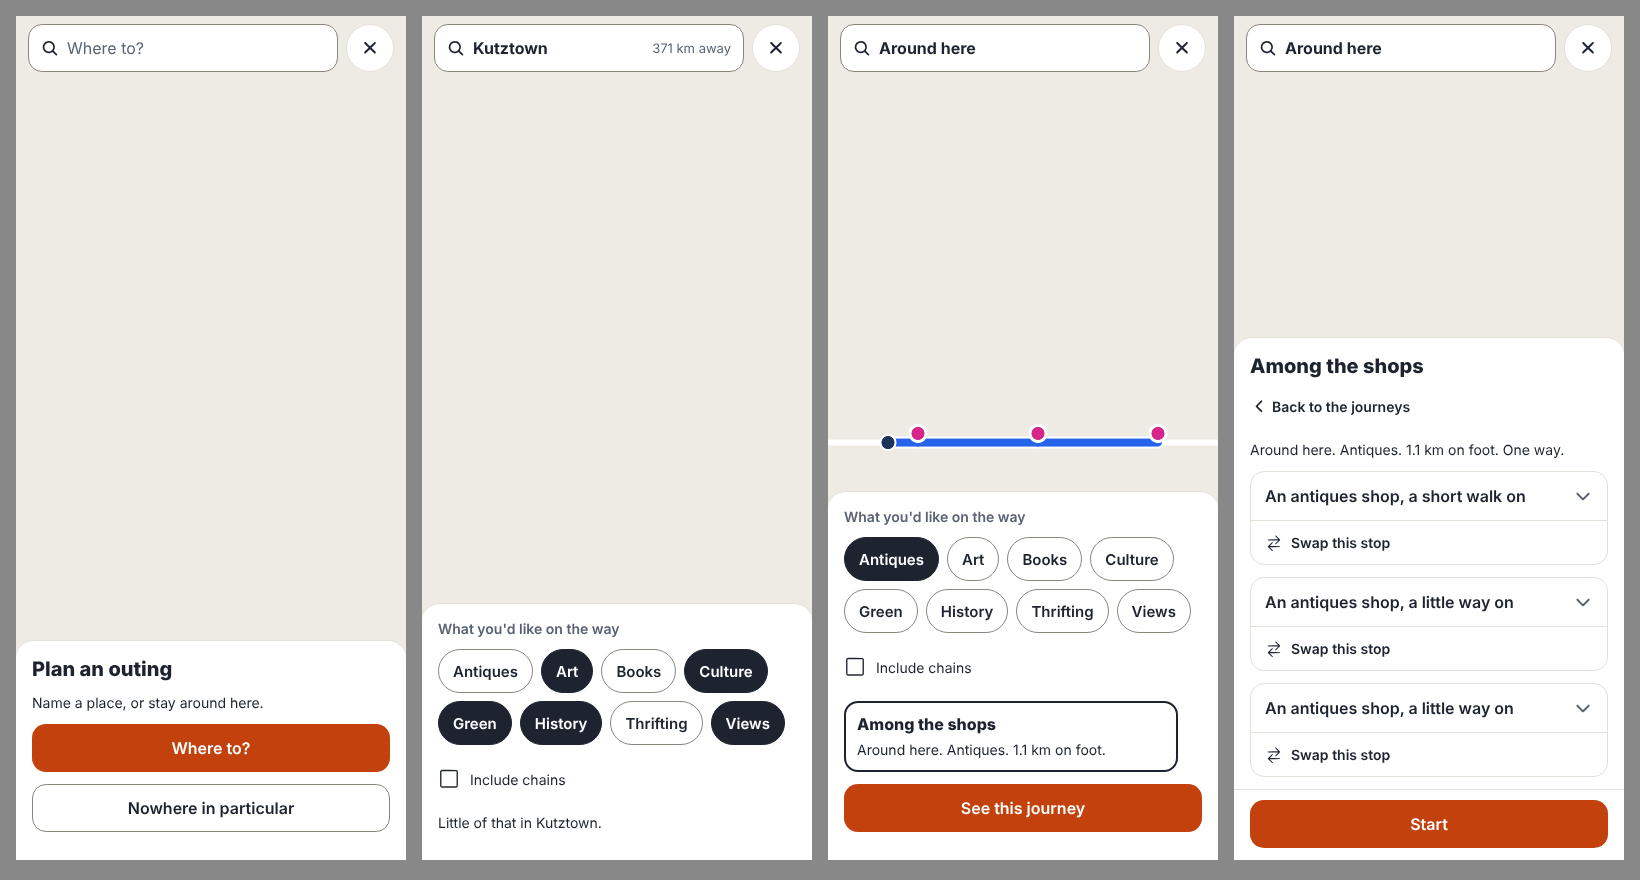 Where to?
Plan an outing
Name a place, or stay around here.
Where to?
Nowhere in particular
Kutztown 371 km away
What you'd like on the way
Antiques Art Books Culture
Green History Thrifting Views
Include chains
Little of that in Kutztown.
Around here
What you'd like on the way
Antiques Art Books Culture
Green History Thrifting Views
Include chains
Among the shops
Around here. Antiques. 1.1 km on foot.
See this journey
Around here
Among the shops
Back to the journeys
Around here. Antiques. 1.1 km on foot. One way.
An antiques shop, a short walk on
Swap this stop
An antiques shop, a little way on
Swap this stop
An antiques shop, a little way on
Swap this stop
Start